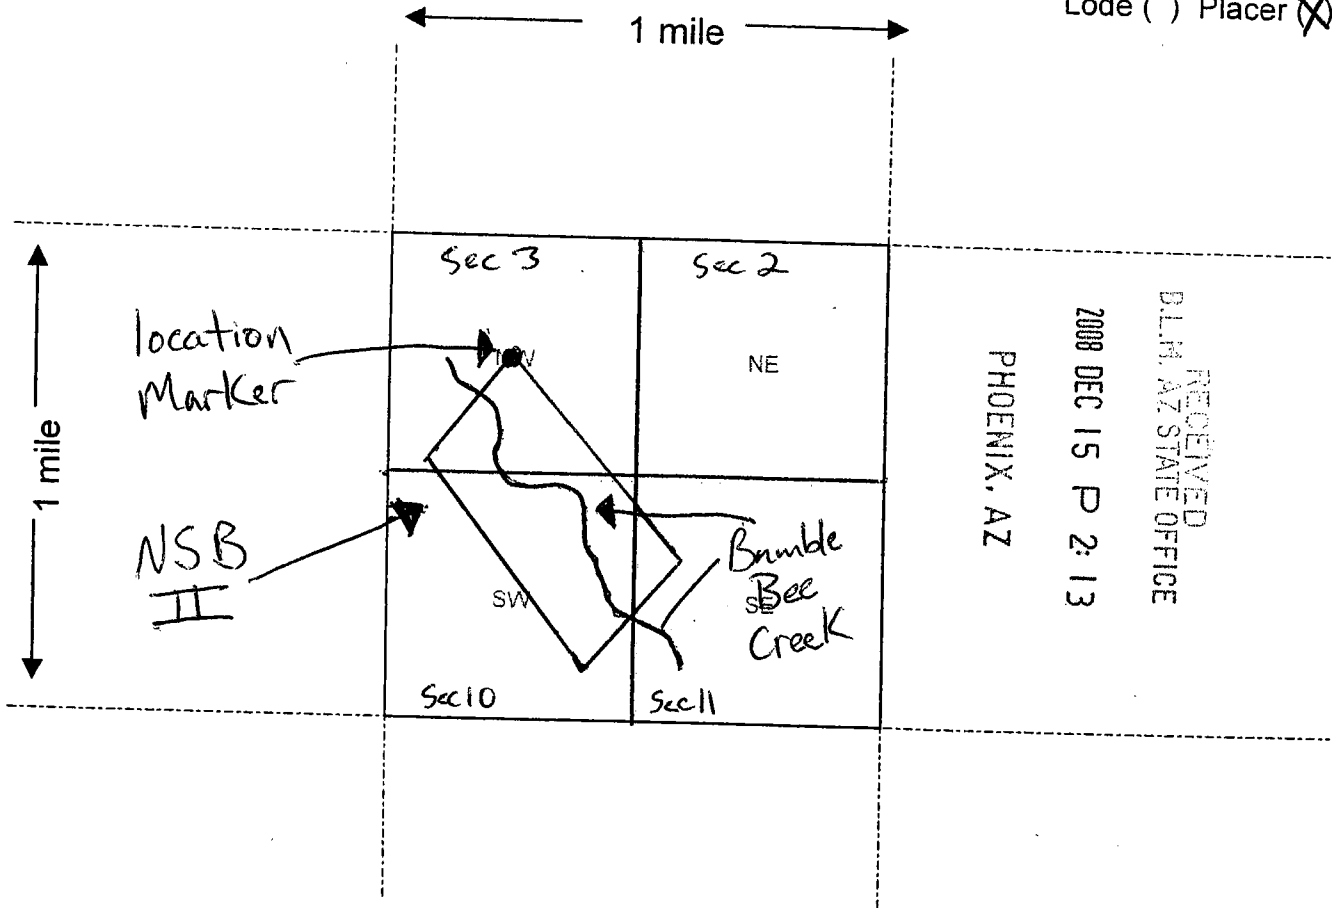 Lode ( ) Placer (X)
1 mile
Sec 3
Sec 2
location
Marker
NW
NE
1 mile
NSB
II
Bumble
Bee
Creek
SW
SE
Sec 10
Sec 11
RECEIVED
B.L.M. AZ STATE OFFICE
2008 DEC 15 P 2:13
PHOENIX, AZ